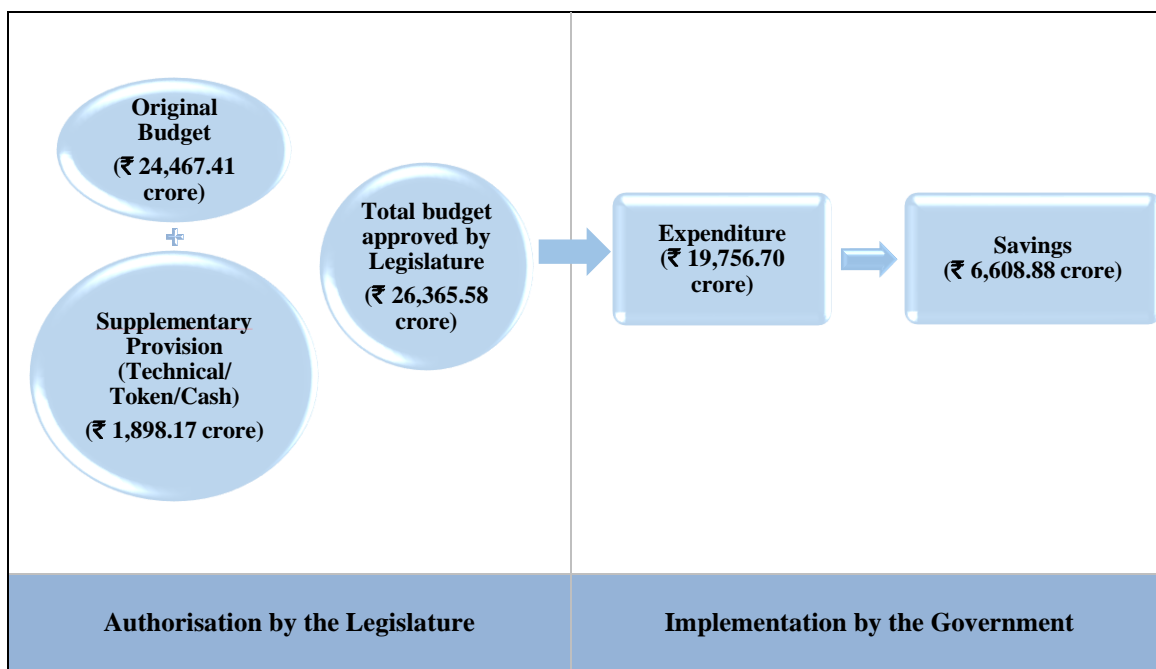 Original
Budget
(₹ 24,467.41
crore)
+
Supplementary
Provision
(Technical/
Token/Cash)
(₹ 1,898.17 crore)
Total budget
approved by
Legislature
(₹ 26,365.58
crore)
Expenditure
(₹ 19,756.70
crore)
Savings
(₹ 6,608.88 crore)
Authorisation by the Legislature
Implementation by the Government